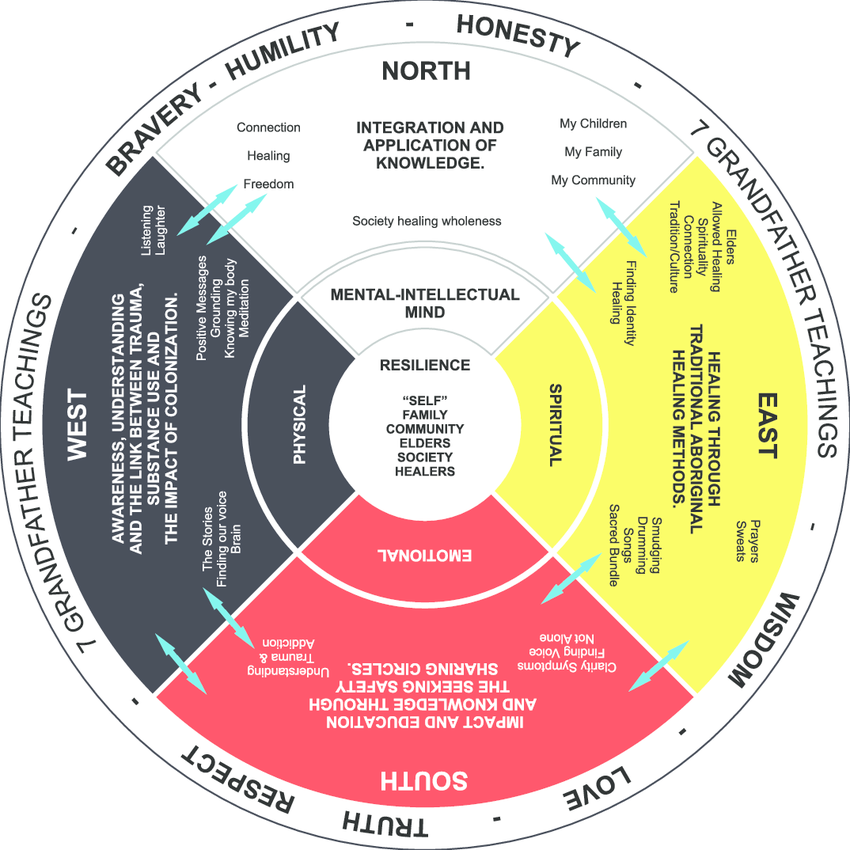 BRAVERY - HUMILITY - HONESTY -
7 GRANDFATHER TEACHINGS
- WISDOM
- LOVE - TRUTH - RESPECT -
7 GRANDFATHER TEACHINGS -
NORTH
INTEGRATION AND
APPLICATION OF
KNOWLEDGE.
Connection
Healing
Freedom
My Children
My Family
My Community
Society healing wholeness
MENTAL-INTELLECTUAL
MIND
EAST
HEALING THROUGH
TRADITIONAL ABORIGINAL
HEALING METHODS.
Elders
Allowed Healing
Spirituality
Connection
Tradition/Culture
Finding Identity
Healing
Prayers
Sweats
Smudging
Drumming
Songs
Sacred Bundle
SPIRITUAL
SOUTH
IMPACT AND EDUCATION
AND KNOWLEDGE THROUGH
THE SEEKING SAFETY
SHARING CIRCLES.
Clarity Symptoms
Finding Voice
Not Alone
Understanding
Trauma &
Addiction
EMOTIONAL
WEST
AWARENESS, UNDERSTANDING
AND THE LINK BETWEEN TRAUMA,
SUBSTANCE USE AND
THE IMPACT OF COLONIZATION.
Listening
Laughter
Positive Messages
Grounding
Knowing my body
Meditation
The Stories
Finding our voice
Brain
PHYSICAL
RESILIENCE
“SELF”
FAMILY
COMMUNITY
ELDERS
SOCIETY
HEALERS